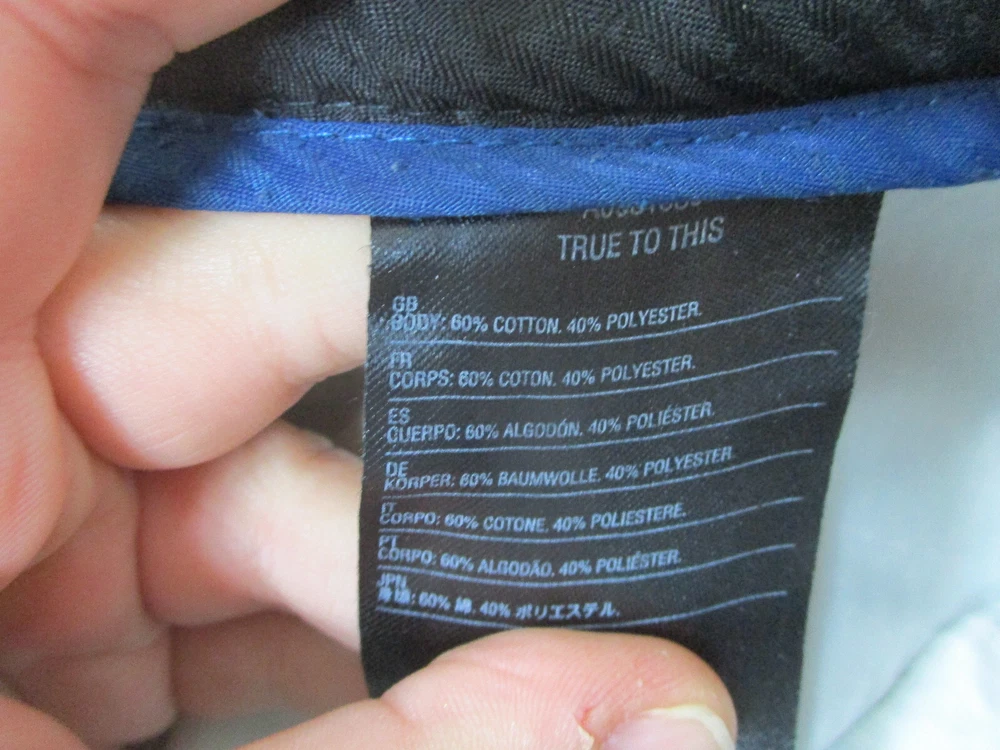 TRUE TO THIS
GB
BODY: 60% COTTON. 40% POLYESTER.
FR
CORPS: 60% COTON. 40% POLYESTER.
ES
CUERPO: 60% ALGODÓN. 40% POLIÉSTER.
DE
KÖRPER: 60% BAUMWOLLE. 40% POLYESTER.
IT
CORPO: 60% COTONE. 40% POLIESTERE.
PT
CORPO: 60% ALGODÃO. 40% POLIÉSTER.
JPN
60% 綿. 40% ポリエステル.